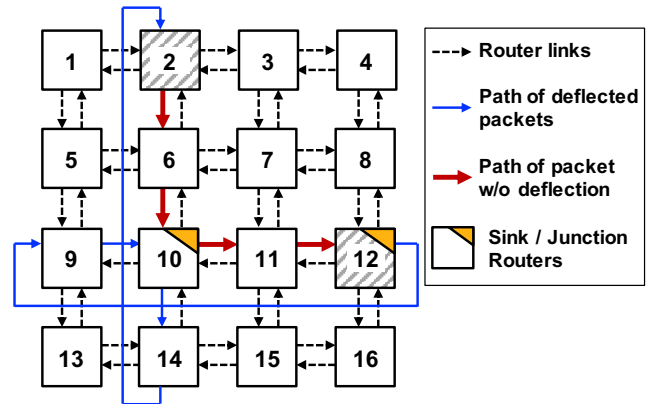 1 2 3 4
5 6 7 8
9 10 11 12
13 14 15 16
Router links
Path of deflected
packets
Path of packet
w/o deflection
Sink / Junction
Routers